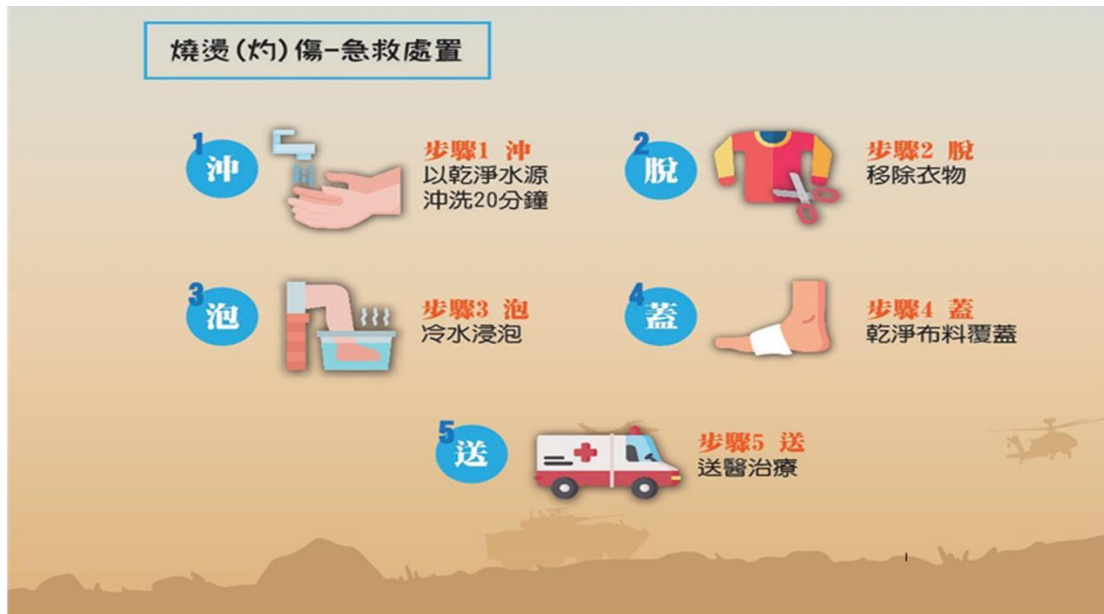 燒燙(灼)傷-急救處置
1
沖
步驟1 沖
以乾淨水源
沖洗20分鐘
2
脫
步驟2 脫
移除衣物
3
泡
步驟3 泡
冷水浸泡
4
蓋
步驟4 蓋
乾淨布料覆蓋
5
送
步驟5 送
送醫治療